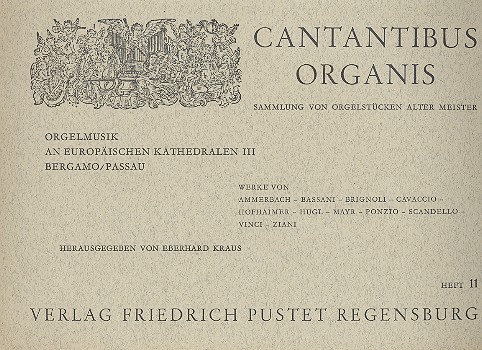 CANTANTIBUS
ORGANIS
SAMMLUNG VON ORGELSTÜCKEN ALTER MEISTER
ORGELMUSIK
AN EUROPÄISCHEN KATHEDRALEN III
BERGAMO/PASSAU
WERKE VON
AMMERBACH – BASSANI – BRIGNOLI – CAVACCIO –
HOFHAIMER – HUGL – MAYR – PONZIO – SCANDELLO –
VINCI – ZIANI
HERAUSGEGEBEN VON EBERHARD KRAUS
HEFT 11
VERLAG FRIEDRICH PUSTET REGENSBURG